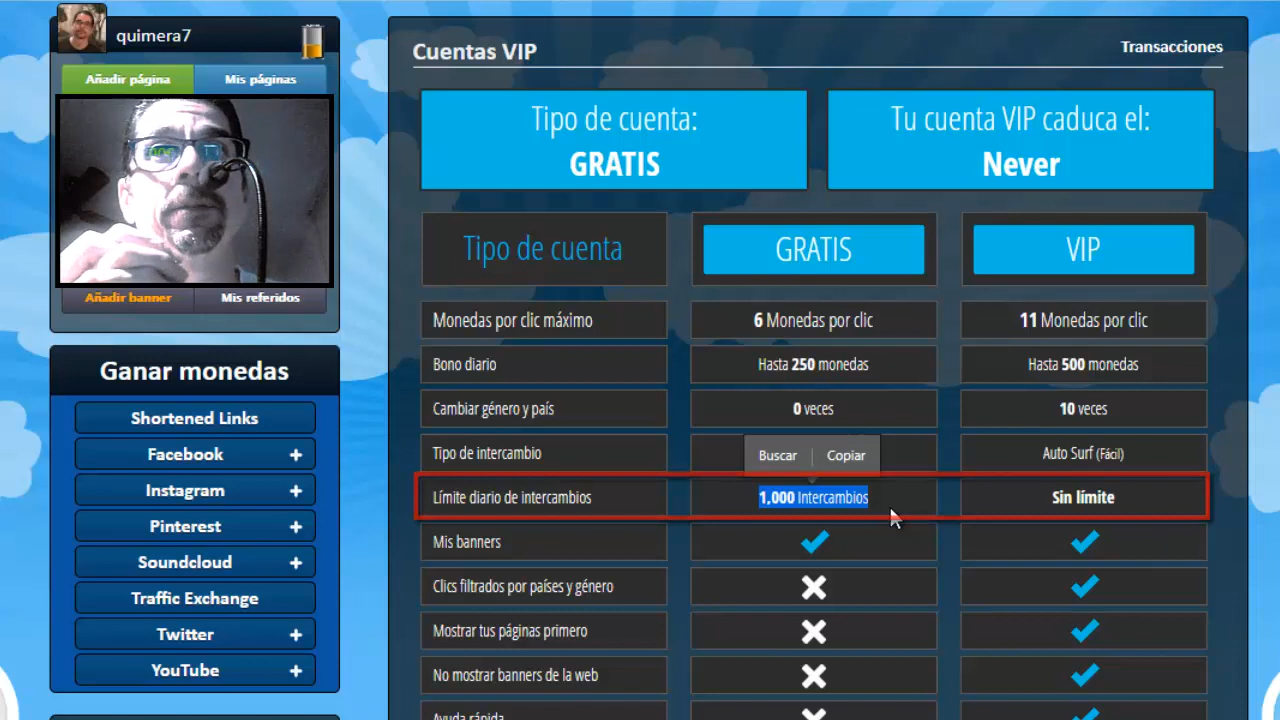 quimera7
Añadir página
Mis páginas
Añadir banner
Mis referidos
Ganar monedas
Shortened Links
Facebook +
Instagram +
Pinterest +
Soundcloud +
Traffic Exchange
Twitter +
YouTube +
Cuentas VIP
Transacciones
Tipo de cuenta:
GRATIS
Tu cuenta VIP caduca el:
Never
Tipo de cuenta GRATIS VIP
Monedas por clic máximo 6 Monedas por clic 11 Monedas por clic
Bono diario Hasta 250 monedas Hasta 500 monedas
Cambiar género y país 0 veces 10 veces
Tipo de intercambio Auto Surf (Fácil)
Buscar Copiar
Límite diario de intercambios 1,000 Intercambios Sin límite
Mis banners
Clics filtrados por países y género
Mostrar tus páginas primero
No mostrar banners de la web
Ayuda rápida